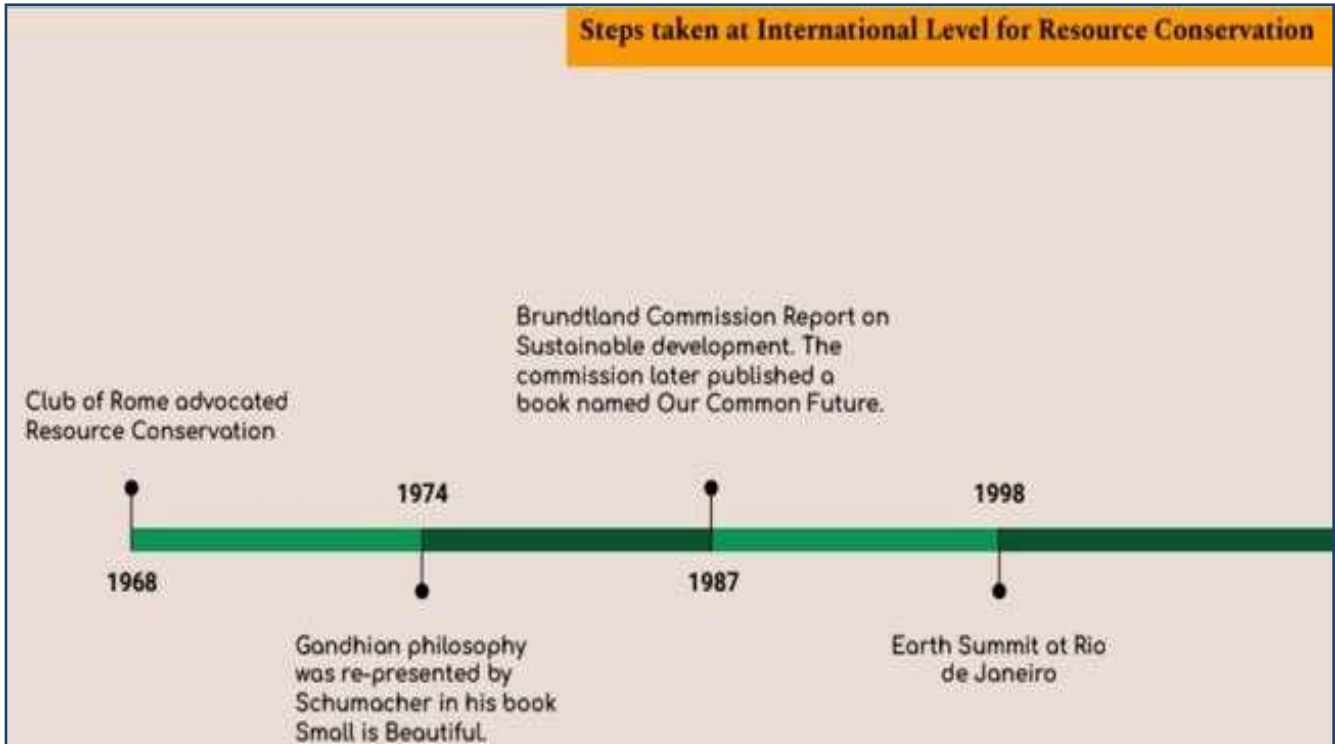 Steps taken at International Level for Resource Conservation
Club of Rome advocated
Resource Conservation
1968
1974
Gandhian philosophy
was re-presented by
Schumacher in his book
Small is Beautiful.
Brundtland Commission Report on
Sustainable development. The
commission later published a
book named Our Common Future.
1987
1998
Earth Summit at Rio
de Janeiro